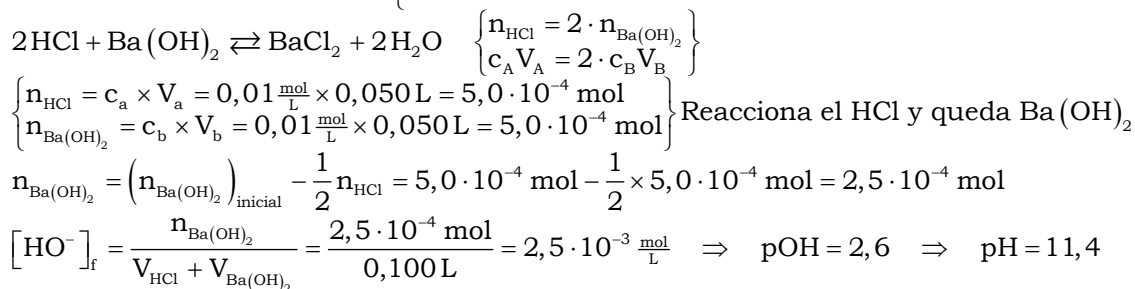 2HCl + Ba(OH)₂ ⇄ BaCl₂ + 2H₂O { n_HCl = 2 · n_Ba(OH)₂
c_A V_A = 2 · c_B V_B }
{ n_HCl = c_a × V_a = 0,01 mol/L × 0,050 L = 5,0 · 10⁻⁴ mol
n_Ba(OH)₂ = c_b × V_b = 0,01 mol/L × 0,050 L = 5,0 · 10⁻⁴ mol } Reacciona el HCl y queda Ba(OH)₂
n_Ba(OH)₂ = (n_Ba(OH)₂)_inicial − 1/2 n_HCl = 5,0 · 10⁻⁴ mol − 1/2 × 5,0 · 10⁻⁴ mol = 2,5 · 10⁻⁴ mol
[HO⁻]_f = n_Ba(OH)₂ / (V_HCl + V_Ba(OH)₂) = 2,5 · 10⁻⁴ mol / 0,100 L = 2,5 · 10⁻³ mol/L ⇒ pOH = 2,6 ⇒ pH = 11,4